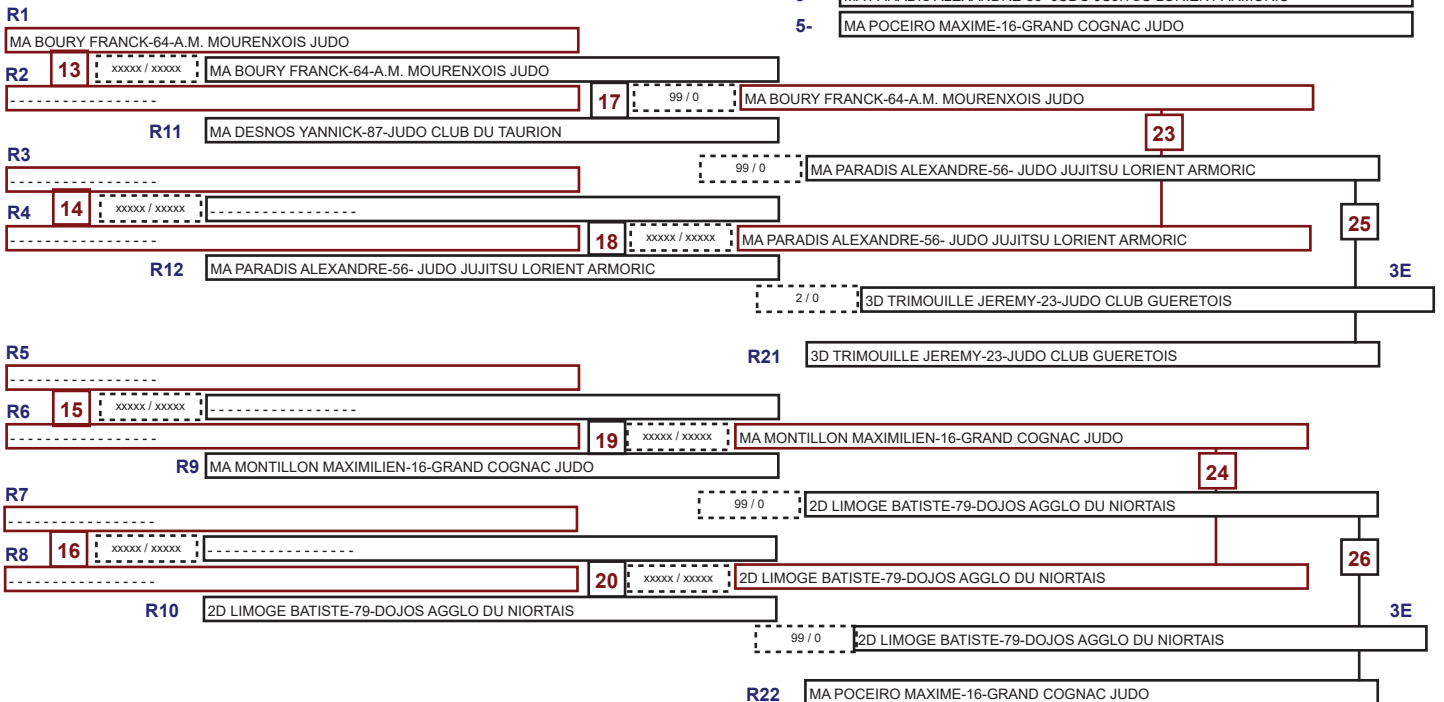 R1
5-
MA POCEIRO MAXIME-16-GRAND COGNAC JUDO
MA BOURY FRANCK-64-A.M. MOURENXOIS JUDO
R2
13
xxxxx / xxxxx
MA BOURY FRANCK-64-A.M. MOURENXOIS JUDO
- - - - - - - - - - - - - - - - -
17
99 / 0
MA BOURY FRANCK-64-A.M. MOURENXOIS JUDO
R11
MA DESNOS YANNICK-87-JUDO CLUB DU TAURION
23
R3
99 / 0
MA PARADIS ALEXANDRE-56- JUDO JUJITSU LORIENT ARMORIC
- - - - - - - - - - - - - - - - -
R4
14
xxxxx / xxxxx
- - - - - - - - - - - - - - - - -
25
- - - - - - - - - - - - - - - - -
18
xxxxx / xxxxx
MA PARADIS ALEXANDRE-56- JUDO JUJITSU LORIENT ARMORIC
R12
MA PARADIS ALEXANDRE-56- JUDO JUJITSU LORIENT ARMORIC
3E
2 / 0
3D TRIMOUILLE JEREMY-23-JUDO CLUB GUERETOIS
R5
R21
3D TRIMOUILLE JEREMY-23-JUDO CLUB GUERETOIS
- - - - - - - - - - - - - - - - -
R6
15
xxxxx / xxxxx
- - - - - - - - - - - - - - - - -
- - - - - - - - - - - - - - - - -
19
xxxxx / xxxxx
MA MONTILLON MAXIMILIEN-16-GRAND COGNAC JUDO
R9
MA MONTILLON MAXIMILIEN-16-GRAND COGNAC JUDO
24
R7
99 / 0
2D LIMOGE BATISTE-79-DOJOS AGGLO DU NIORTAIS
- - - - - - - - - - - - - - - - -
R8
16
xxxxx / xxxxx
- - - - - - - - - - - - - - - - -
26
- - - - - - - - - - - - - - - - -
20
xxxxx / xxxxx
2D LIMOGE BATISTE-79-DOJOS AGGLO DU NIORTAIS
R10
2D LIMOGE BATISTE-79-DOJOS AGGLO DU NIORTAIS
3E
99 / 0
2D LIMOGE BATISTE-79-DOJOS AGGLO DU NIORTAIS
R22
MA POCEIRO MAXIME-16-GRAND COGNAC JUDO